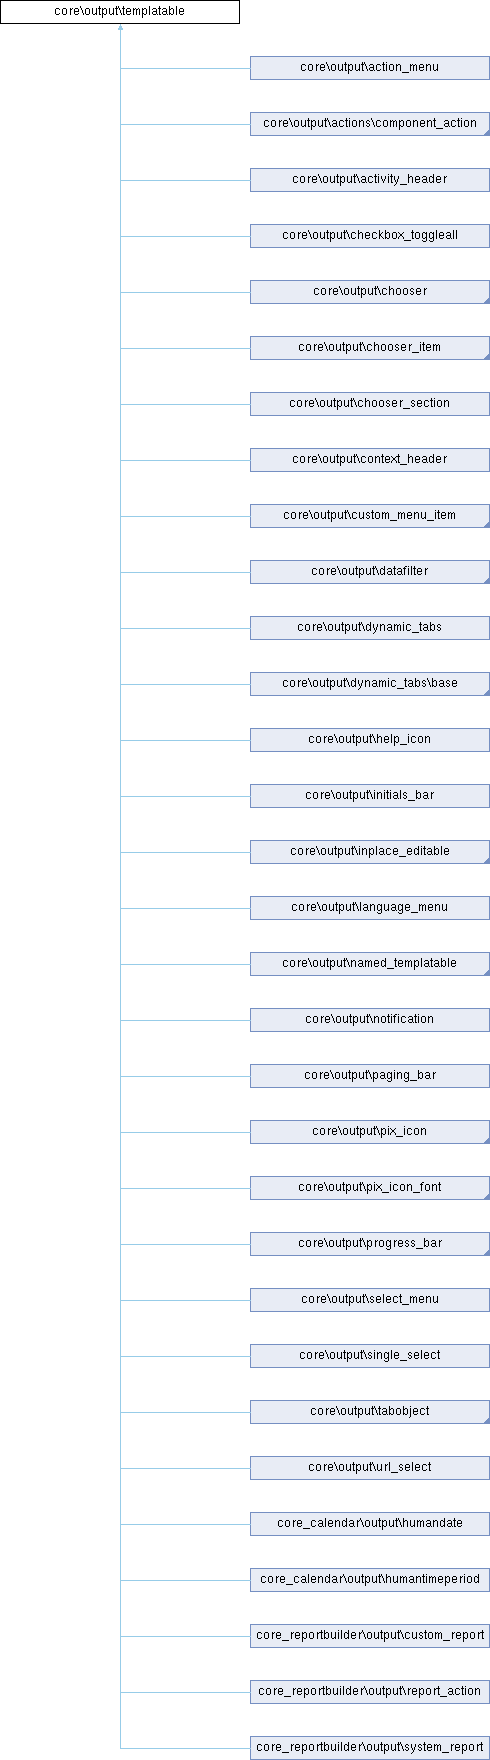 core\output\templatable
core\output\action_menu
core\output\actions\component_action
core\output\activity_header
core\output\checkbox_toggleall
core\output\chooser
core\output\chooser_item
core\output\chooser_section
core\output\context_header
core\output\custom_menu_item
core\output\datafilter
core\output\dynamic_tabs
core\output\dynamic_tabs\base
core\output\help_icon
core\output\initials_bar
core\output\inplace_editable
core\output\language_menu
core\output\named_templatable
core\output\notification
core\output\paging_bar
core\output\pix_icon
core\output\pix_icon_font
core\output\progress_bar
core\output\select_menu
core\output\single_select
core\output\tabobject
core\output\url_select
core_calendar\output\humandate
core_calendar\output\humantimeperiod
core_reportbuilder\output\custom_report
core_reportbuilder\output\report_action
core_reportbuilder\output\system_report